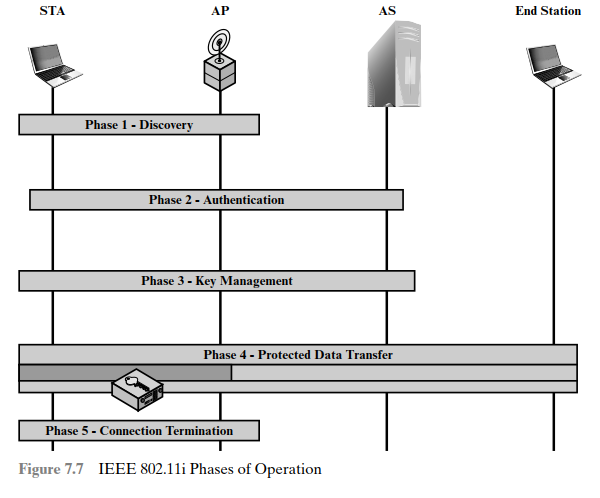 STA AP AS End Station
Phase 1 - Discovery
Phase 2 - Authentication
Phase 3 - Key Management
Phase 4 - Protected Data Transfer
Phase 5 - Connection Termination
Figure 7.7 IEEE 802.11i Phases of Operation